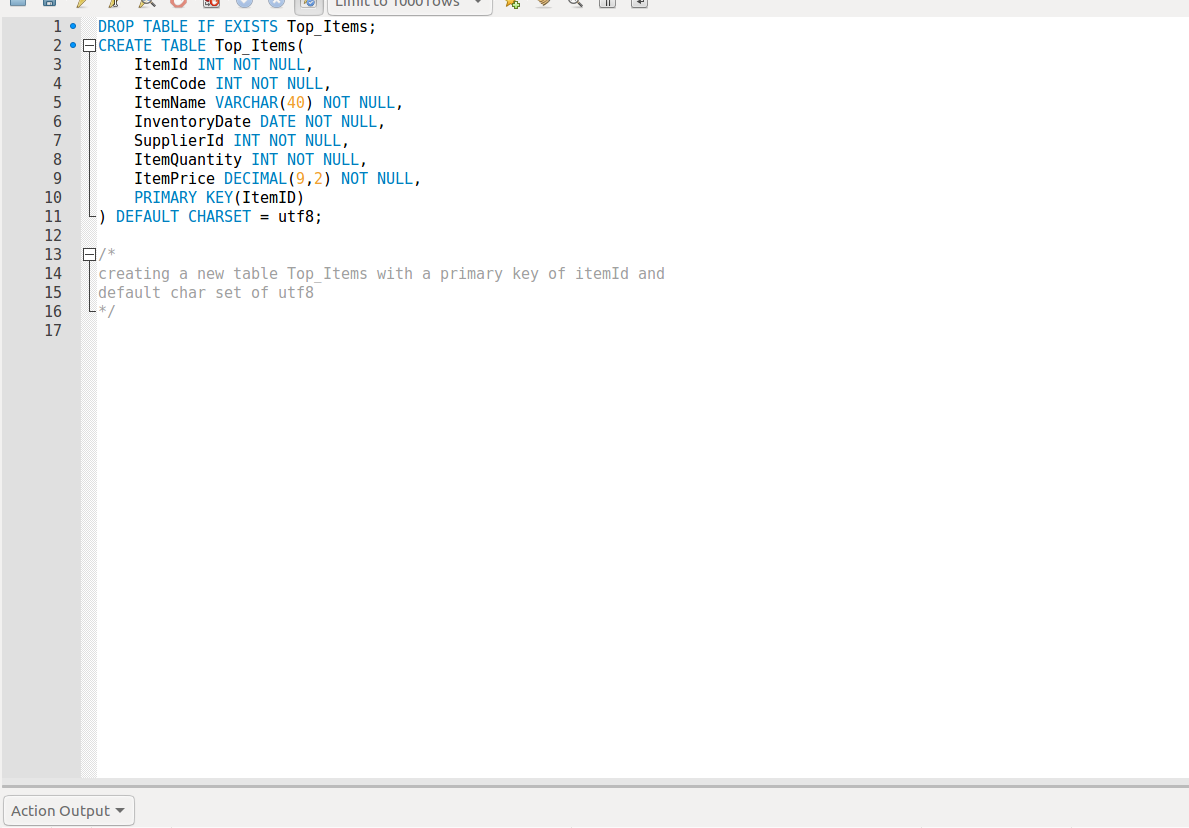 Limit to 1000 rows
1 DROP TABLE IF EXISTS Top_Items;
2 CREATE TABLE Top_Items(
3 ItemId INT NOT NULL,
4 ItemCode INT NOT NULL,
5 ItemName VARCHAR(40) NOT NULL,
6 InventoryDate DATE NOT NULL,
7 SupplierId INT NOT NULL,
8 ItemQuantity INT NOT NULL,
9 ItemPrice DECIMAL(9,2) NOT NULL,
10 PRIMARY KEY(ItemID)
11 ) DEFAULT CHARSET = utf8;
12
13 /*
14 creating a new table Top_Items with a primary key of itemId and
15 default char set of utf8
16 */
17
Action Output